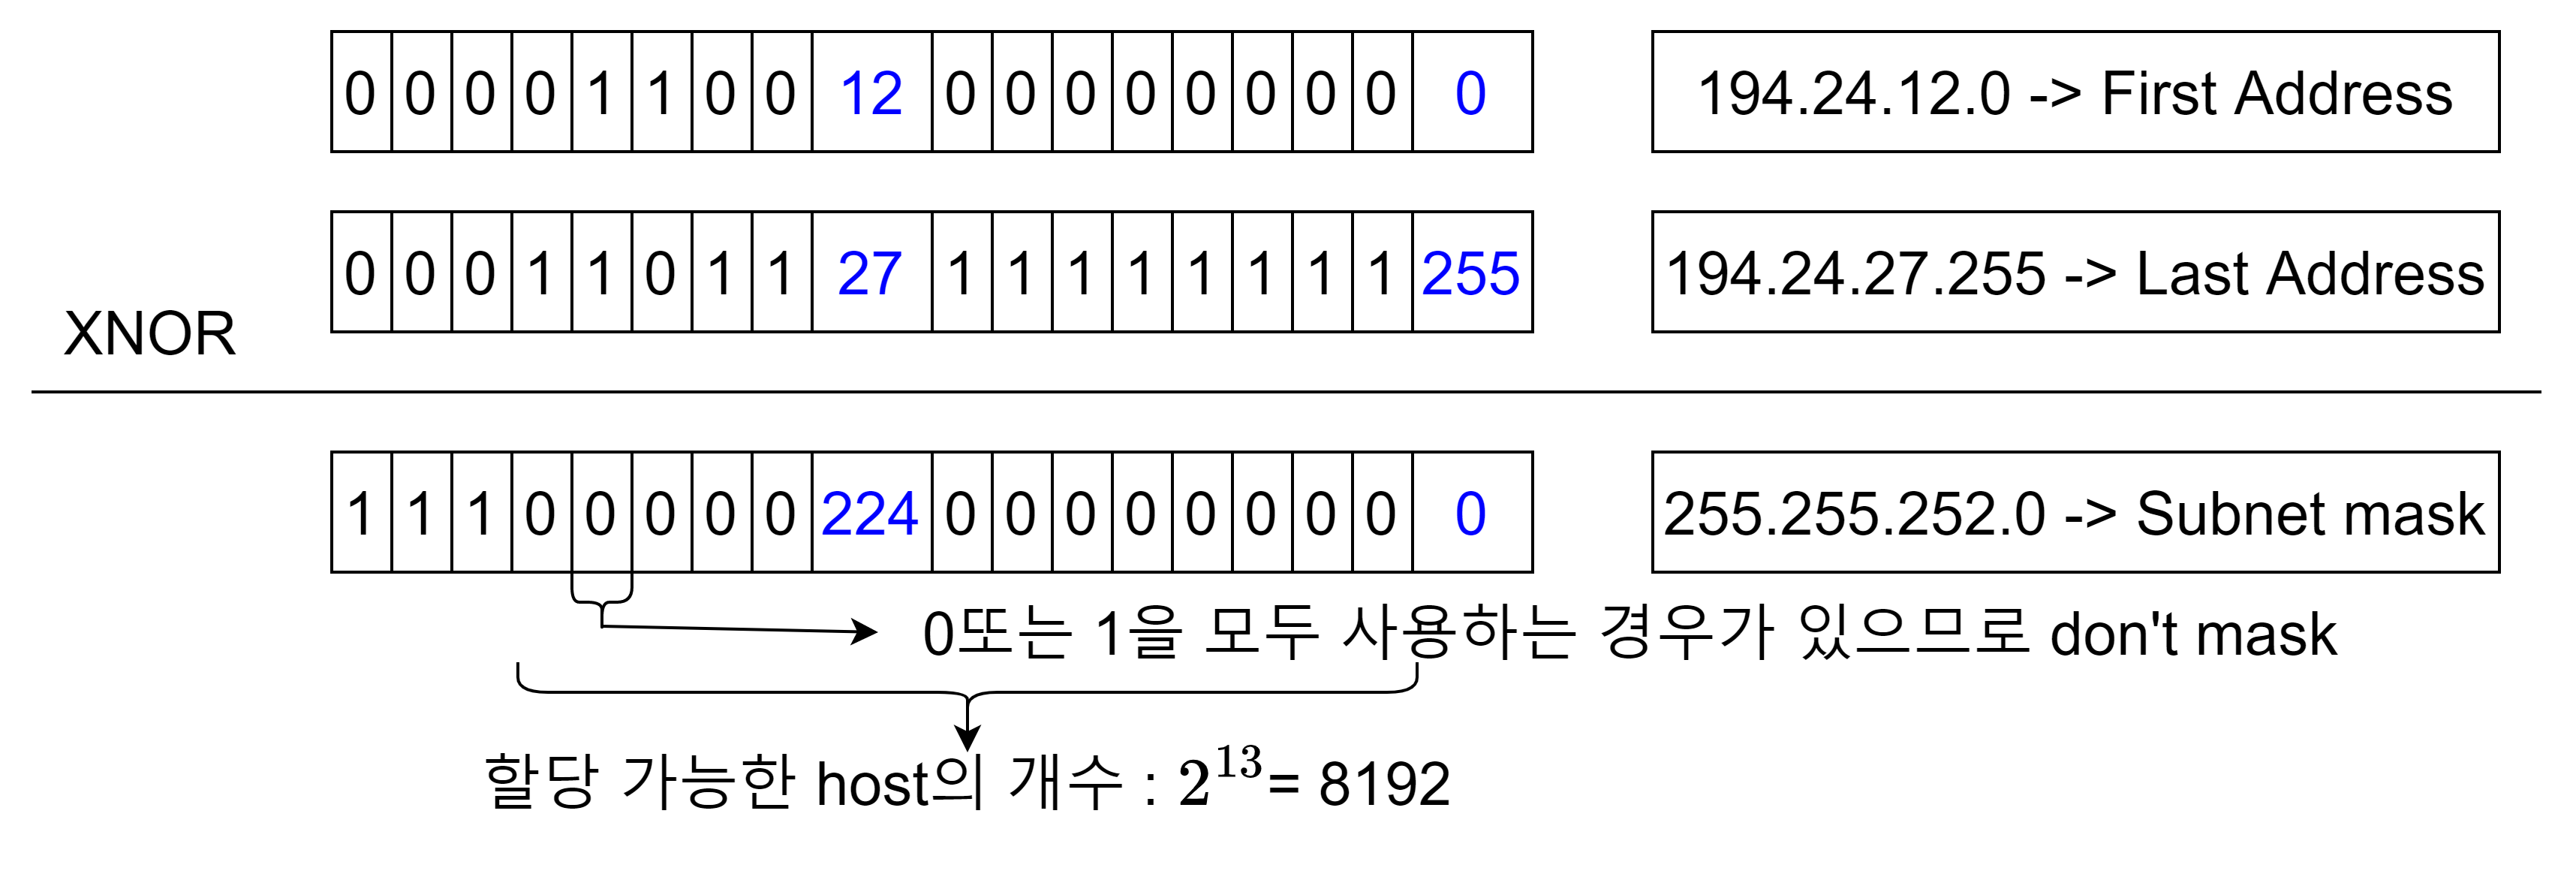 0 0 0 0 1 1 0 0 12 0 0 0 0 0 0 0 0 0 194.24.12.0 -> First Address
0 0 0 1 1 0 1 1 27 1 1 1 1 1 1 1 1 255 194.24.27.255 -> Last Address
XNOR
1 1 1 0 0 0 0 0 224 0 0 0 0 0 0 0 0 0 255.255.252.0 -> Subnet mask
0또는 1을 모두 사용하는 경우가 있으므로 don't mask
할당 가능한 host의 개수 : 2^13= 8192